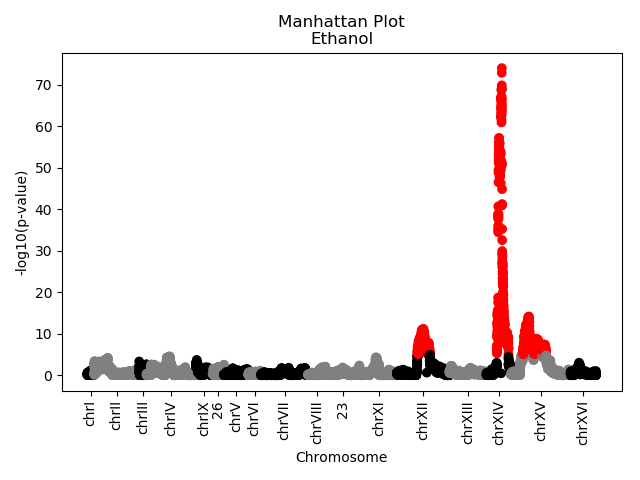 Manhattan Plot
Ethanol
-log10(p-value)
70
60
50
40
30
20
10
0
chrI
chrII
chrIII
chrIV
chrIX
26
chrV
chrVI
chrVII
chrVIII
23
chrXI
chrXII
chrXIII
chrXIV
chrXV
chrXVI
Chromosome